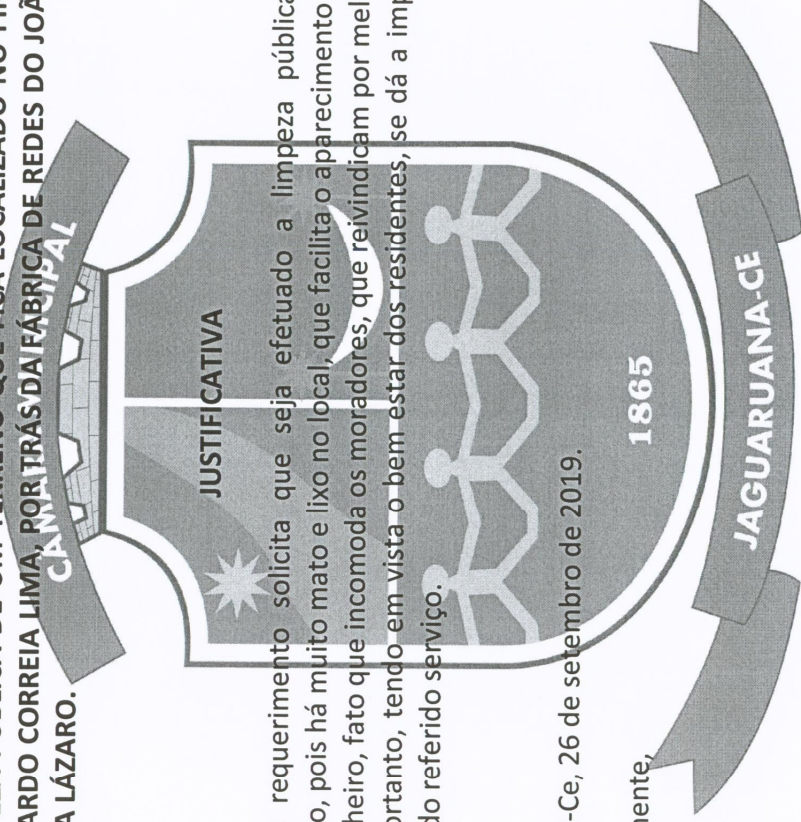 ARDO CORREIA LIMA, POR TRÁS DA FÁBRICA DE REDES DO JOÃ
A LÁZARO.
CÂMARA MUNICIPAL
JUSTIFICATIVA
requerimento solicita que seja efetuado a limpeza pública
o, pois há muito mato e lixo no local, que facilita o aparecimento
heiro, fato que incomoda os moradores, que reivindicam por mel
ortanto, tendo em vista o bem estar dos residentes, se dá a imp
do referido serviço.
-Ce, 26 de setembro de 2019.
1865
nente,
JAGUARUANA-CE